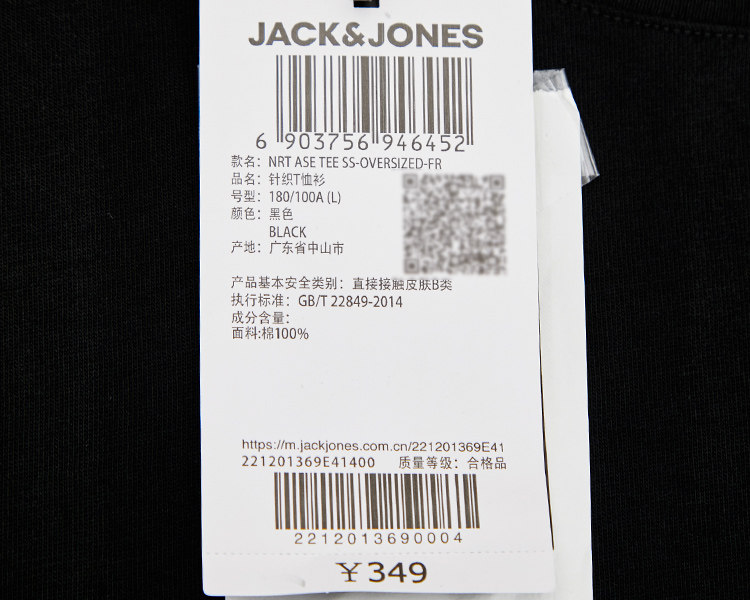 JACK&JONES
6 903756 946452
款名：NRT ASE TEE SS-OVERSIZED-FR
品名：针织T恤衫
号型：180/100A (L)
颜色：黑色
BLACK
产地：广东省中山市
产品基本安全类别：直接接触皮肤B类
执行标准：GB/T 22849-2014
成分含量：
面料:棉100%
https://m.jackjones.com.cn/221201369E41
221201369E41400 质量等级：合格品
2212013690004
￥349